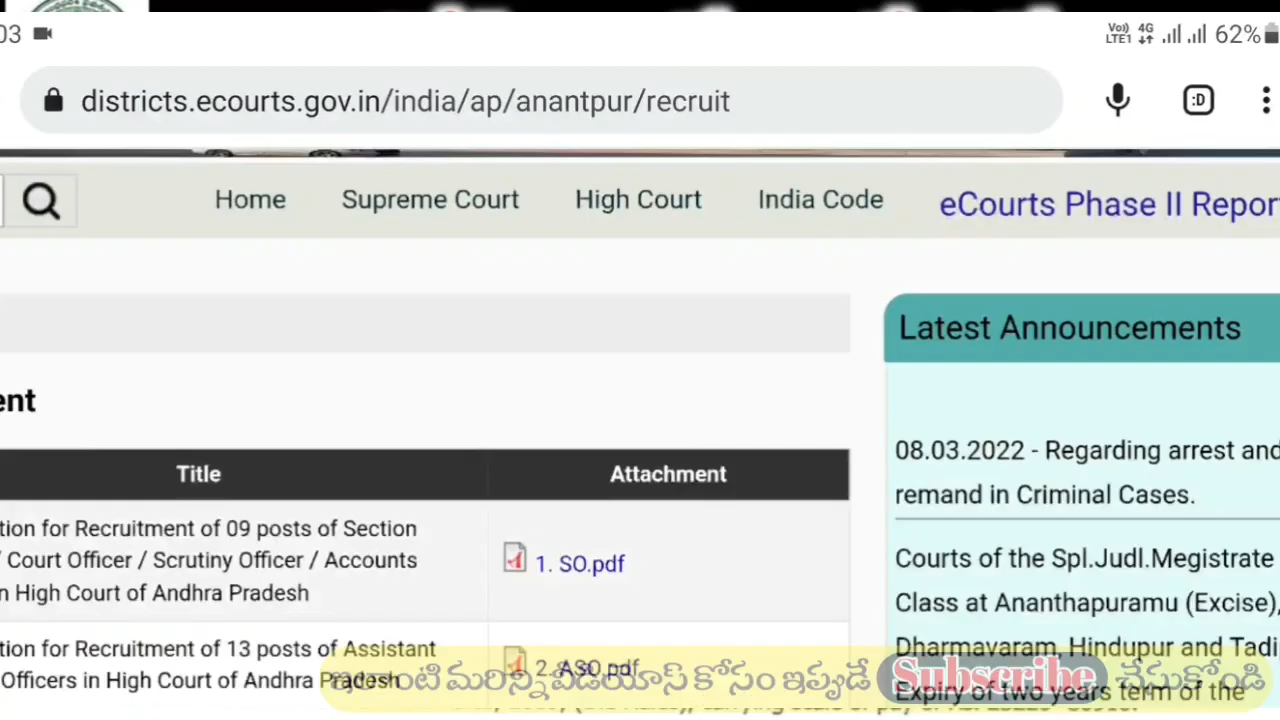 03
Vo)) LTE1 4G 62%
districts.ecourts.gov.in/india/ap/anantpur/recruit
:D
Home Supreme Court High Court India Code eCourts Phase II Repor
ent
Title Attachment
tion for Recruitment of 09 posts of Section
/ Court Officer / Scrutiny Officer / Accounts
n High Court of Andhra Pradesh
1. SO.pdf
tion for Recruitment of 13 posts of Assistant
Officers in High Court of Andhra Pradesh
2. ASO.pdf
Latest Announcements
08.03.2022 - Regarding arrest and
remand in Criminal Cases.
Courts of the Spl.Judl.Megistrate
Class at Ananthapuramu (Excise),
Dharmavaram, Hindupur and Tadi
Expiry of two years term of the
ఇలాంటి మరిన్ని వీడియోస్ కోసం ఇప్పుడే Subscribe చేసుకోండి